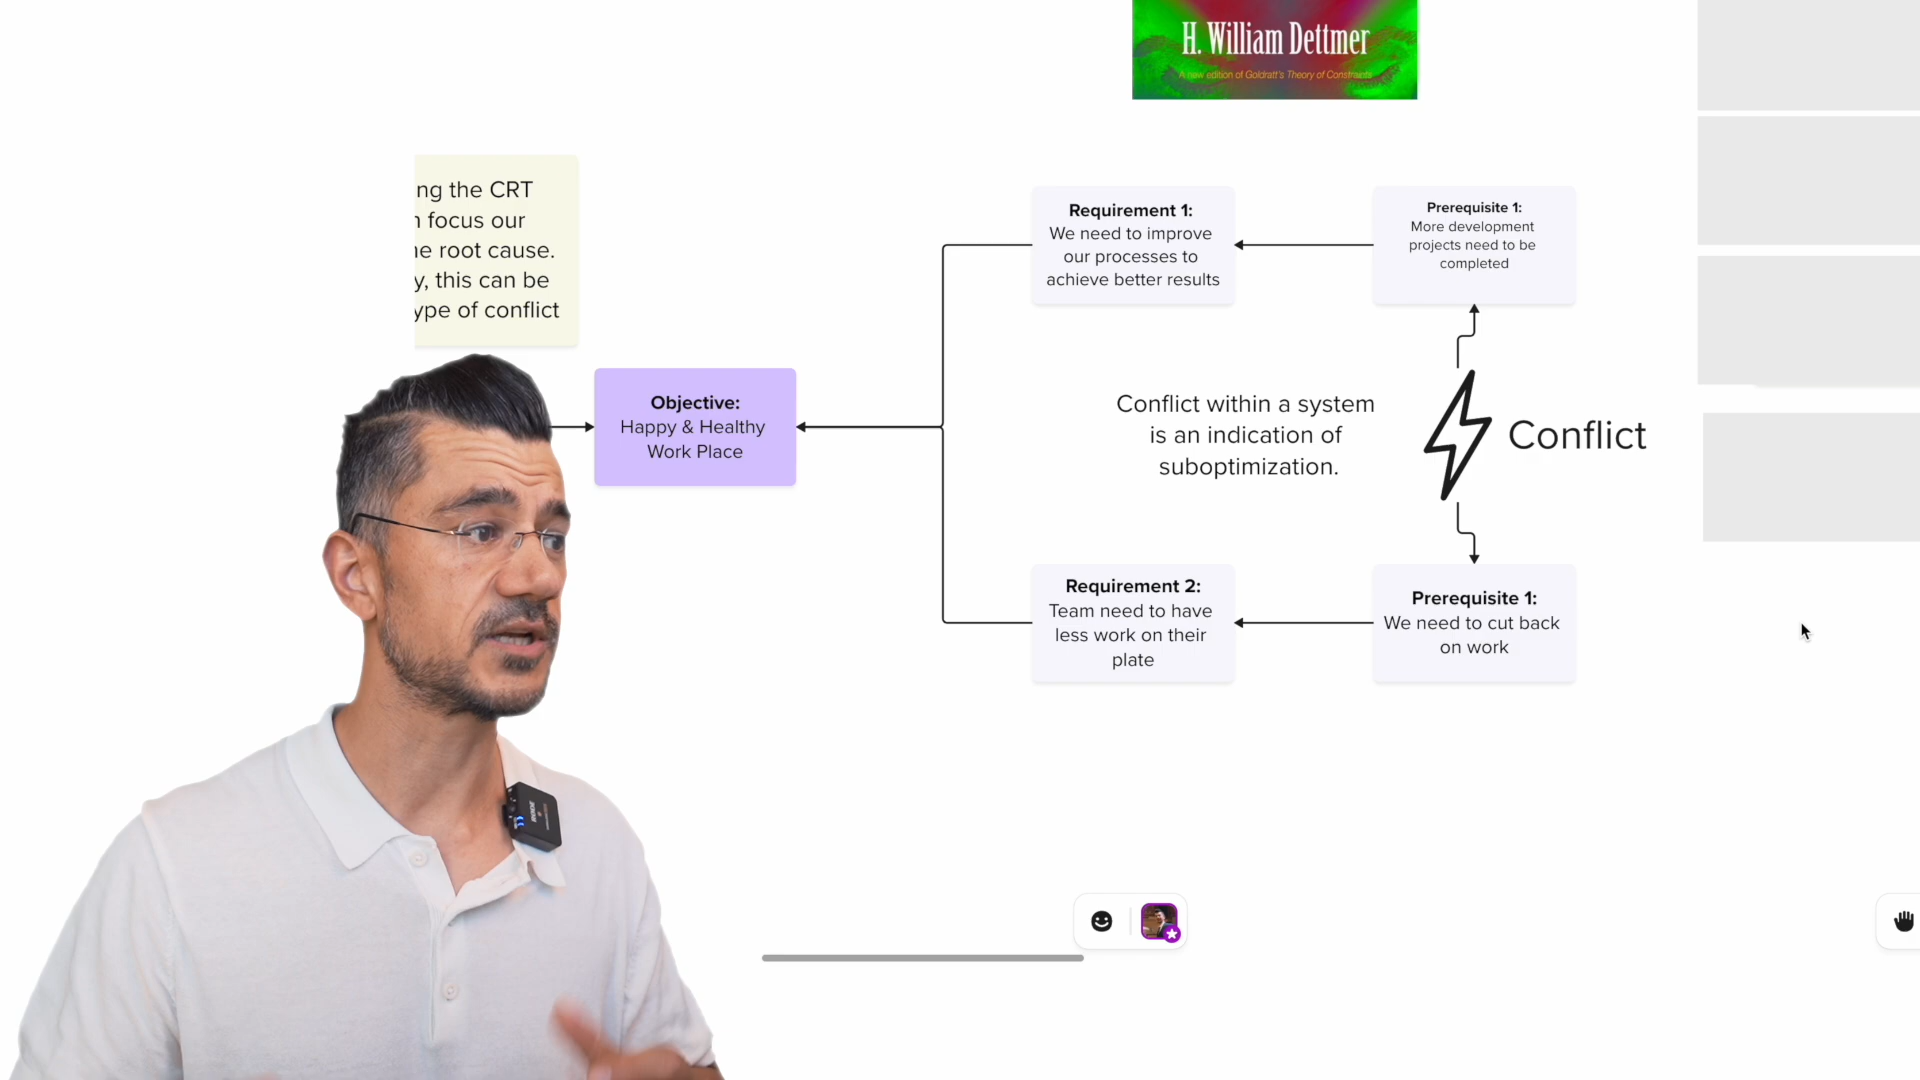 H. William Dettmer
A new edition of Goldratt's Theory of Constraints
ng the CRT
focus our
e root cause.
y, this can be
ype of conflict
Objective:
Happy & Healthy
Work Place
Requirement 1:
We need to improve
our processes to
achieve better results
Prerequisite 1:
More development
projects need to be
completed
Conflict within a system
is an indication of
suboptimization.
Conflict
Requirement 2:
Team need to have
less work on their
plate
Prerequisite 1:
We need to cut back
on work
RODE